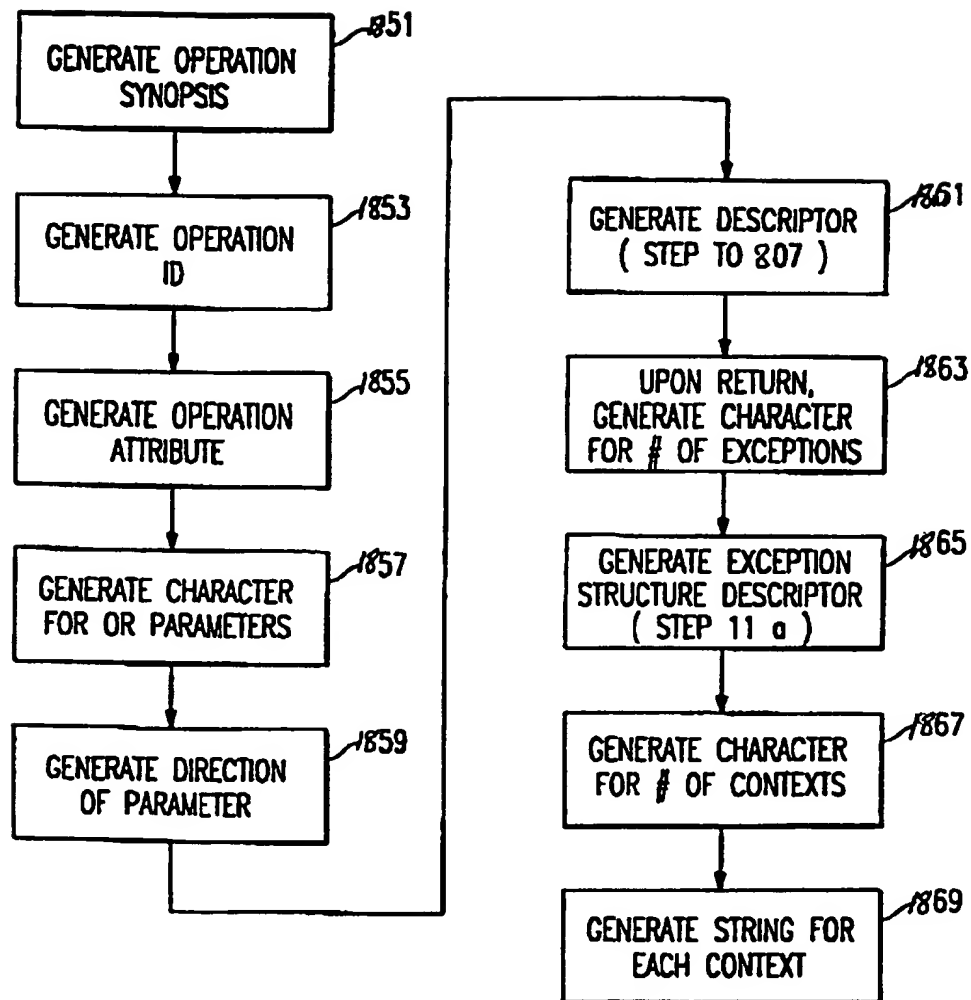 1851
GENERATE OPERATION
SYNOPSIS
1853
GENERATE OPERATION
ID
1855
GENERATE OPERATION
ATTRIBUTE
1857
GENERATE CHARACTER
FOR OR PARAMETERS
1859
GENERATE DIRECTION
OF PARAMETER
1861
GENERATE DESCRIPTOR
( STEP TO 807 )
1863
UPON RETURN,
GENERATE CHARACTER
FOR # OF EXCEPTIONS
1865
GENERATE EXCEPTION
STRUCTURE DESCRIPTOR
( STEP 11 a )
1867
GENERATE CHARACTER
FOR # OF CONTEXTS
1869
GENERATE STRING FOR
EACH CONTEXT